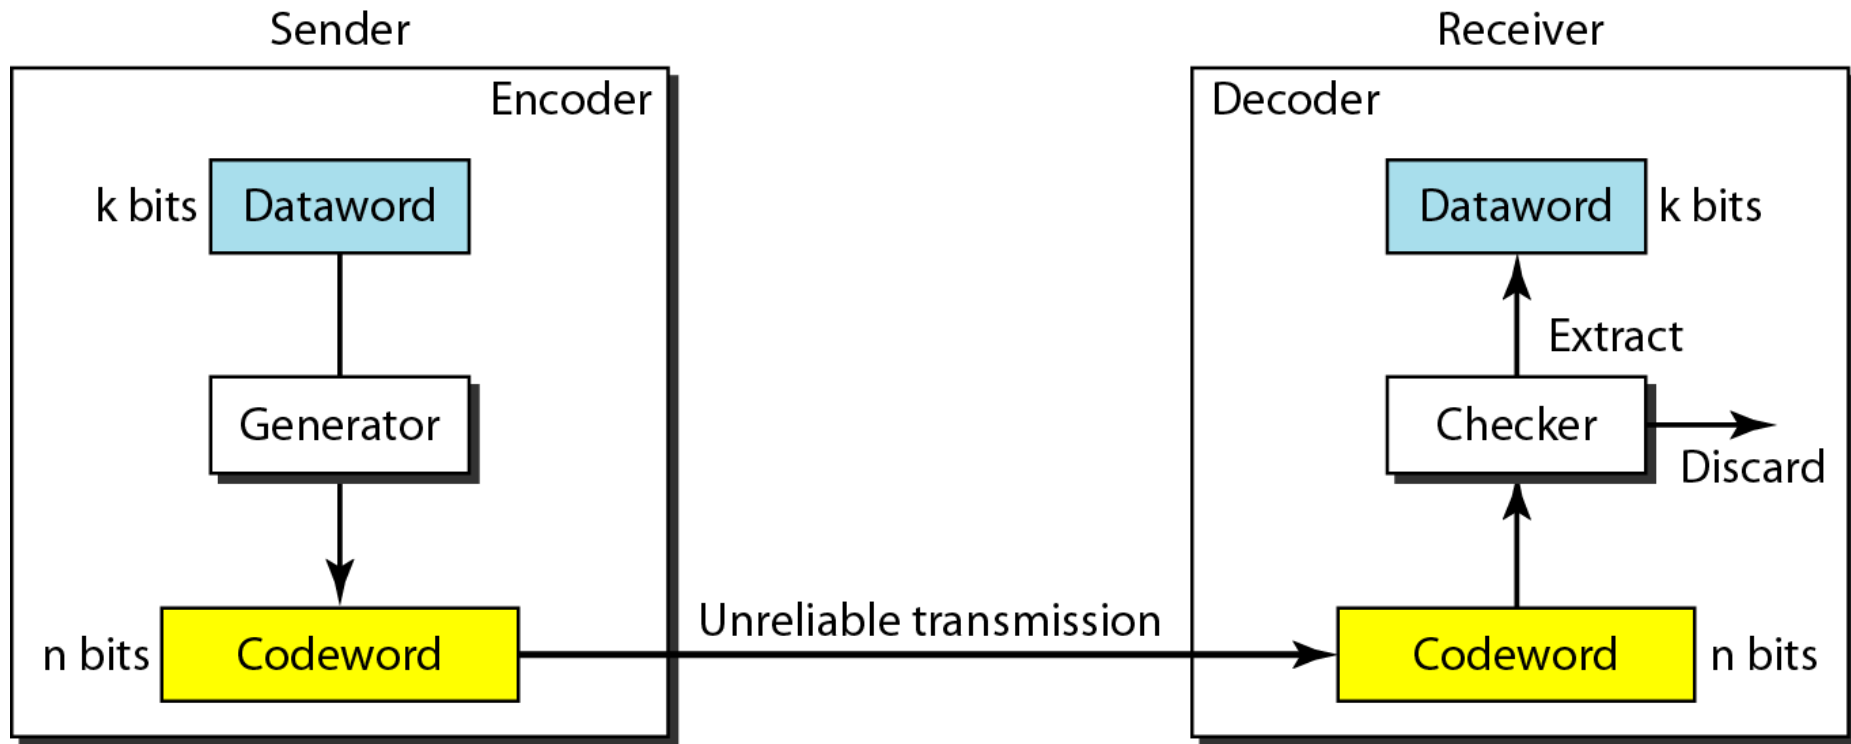 Sender
Encoder
k bits
Dataword
Generator
n bits
Codeword
Unreliable transmission
Receiver
Decoder
Dataword
k bits
Extract
Checker
Discard
Codeword
n bits